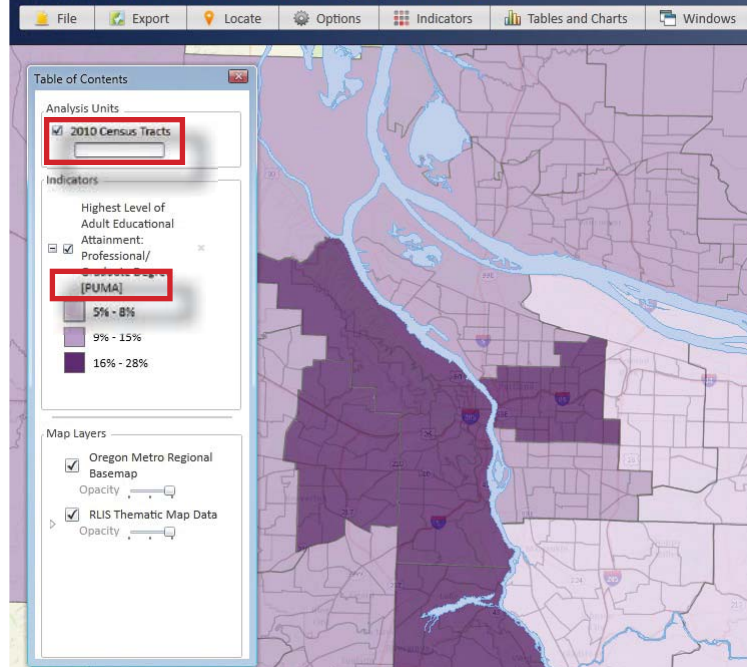 File Export Locate Options Indicators Tables and Charts Windows
Table of Contents
Analysis Units
2010 Census Tracts
Indicators
Highest Level of
Adult Educational
Attainment:
Professional/
Graduate Degree
[PUMA]
5% - 8%
9% - 15%
16% - 28%
Map Layers
Oregon Metro Regional
Basemap
Opacity
RLIS Thematic Map Data
Opacity